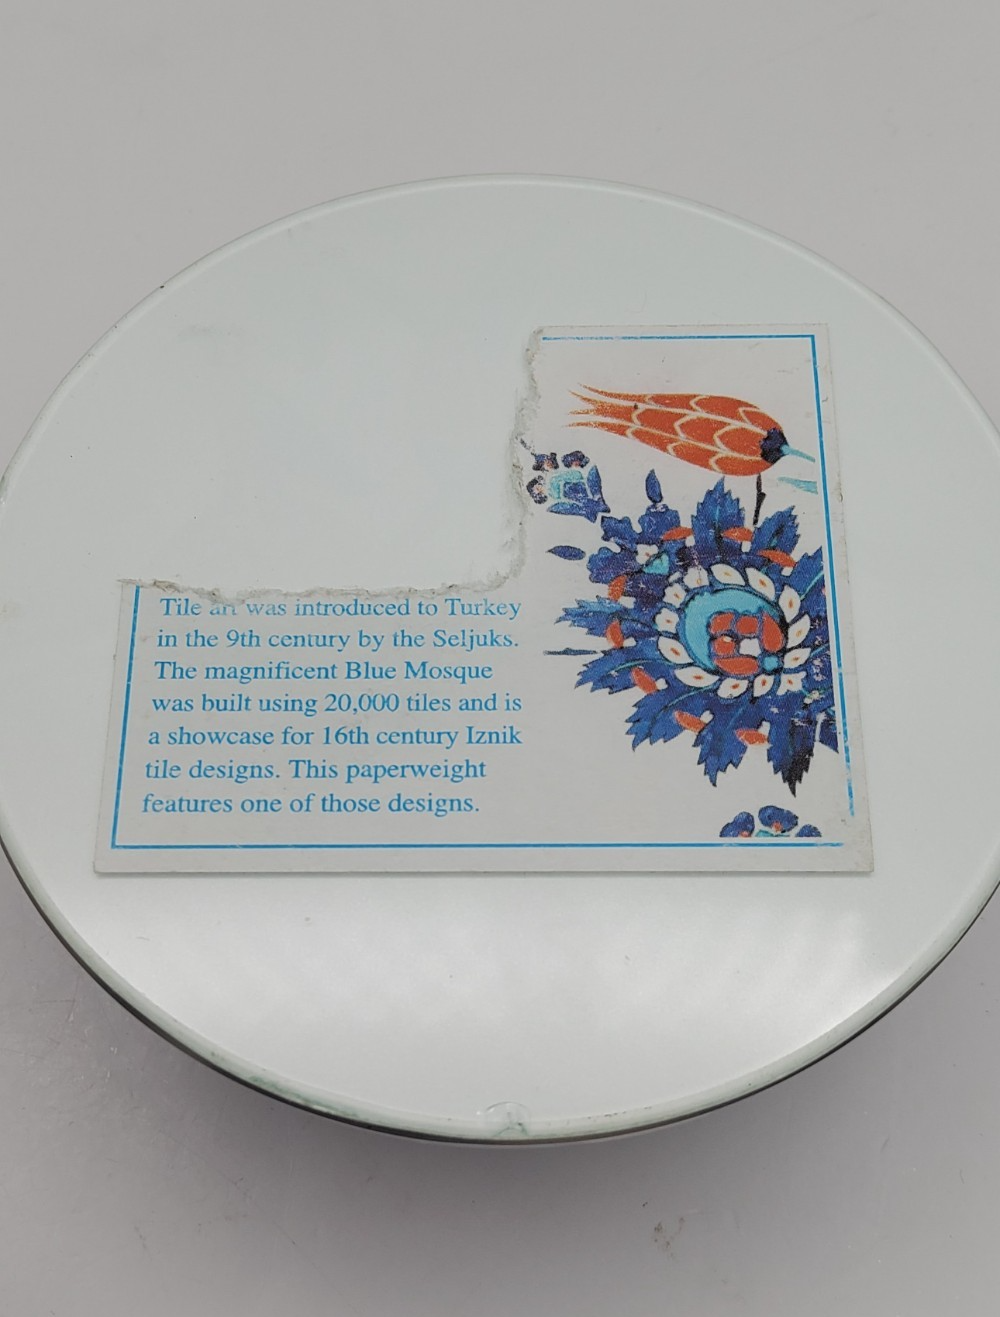 Tile art was introduced to Turkey
in the 9th century by the Seljuks.
The magnificent Blue Mosque
was built using 20,000 tiles and is
a showcase for 16th century Iznik
tile designs. This paperweight
features one of those designs.